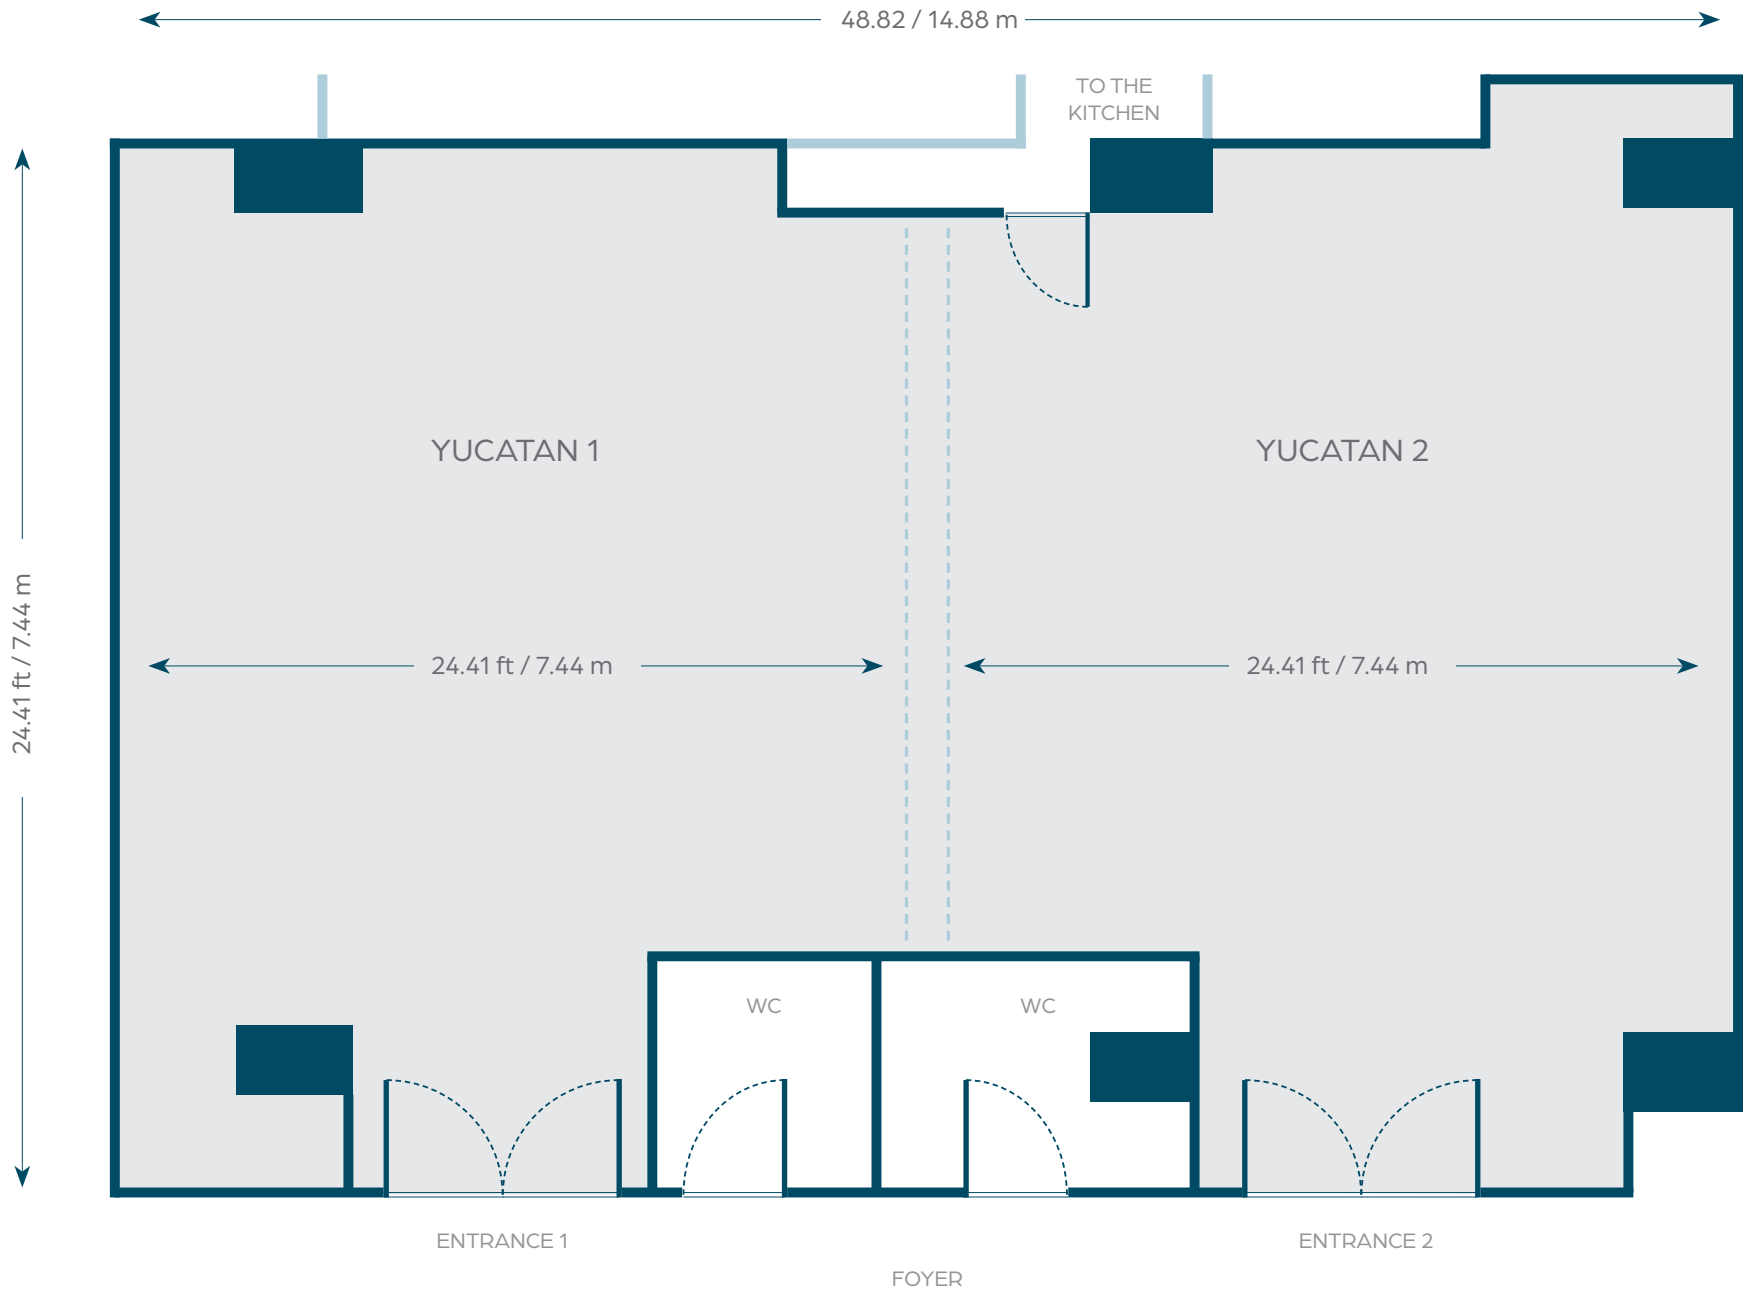 48.82 / 14.88 m
TO THE
KITCHEN
YUCATAN 1
YUCATAN 2
24.41 ft / 7.44 m
24.41 ft / 7.44 m
24.41 ft / 7.44 m
WC
WC
ENTRANCE 1
ENTRANCE 2
FOYER